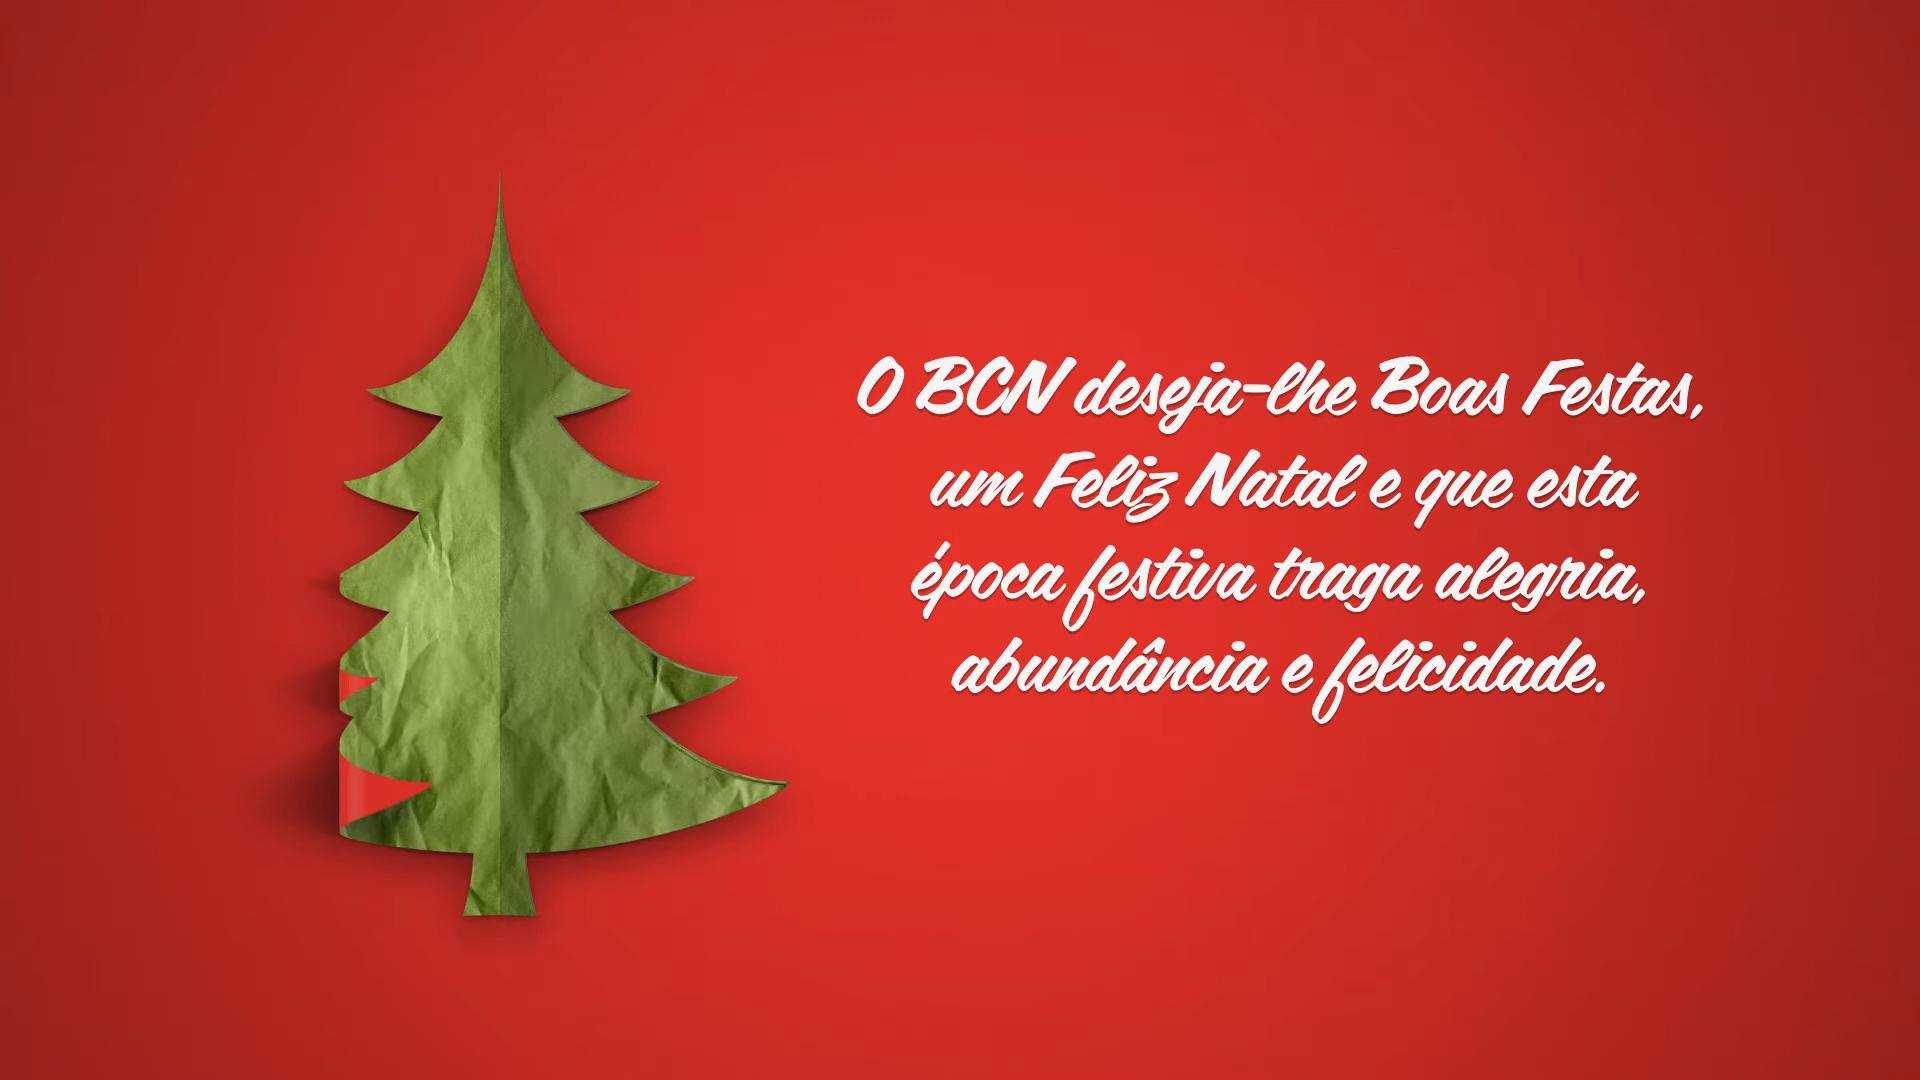 O BCN deseja-lhe Boas Festas,
um Feliz Natal e que esta
época festiva traga alegria,
abundância e felicidade.